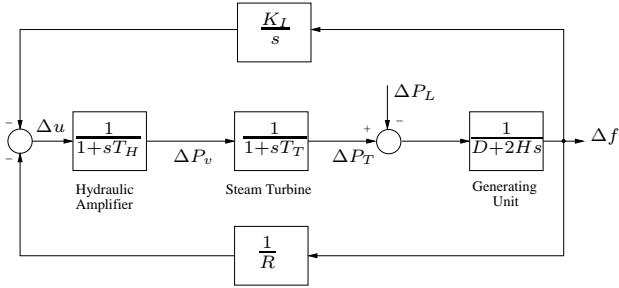 K_I
s
ΔP_L
−
−
Δu
1
1+sT_H
ΔP_v
1
1+sT_T
ΔP_T
+
1
D+2Hs
Δf
−
Hydraulic
Amplifier
Steam Turbine
Generating
Unit
1
R